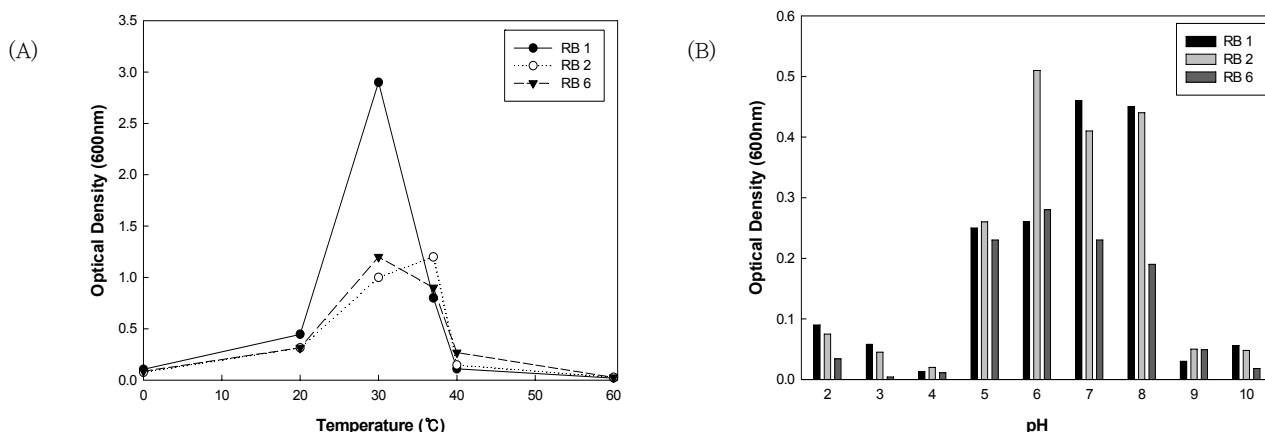 (A)
3.5
3.0
2.5
2.0
1.5
1.0
0.5
0.0
Optical Density (600nm)
RB 1
RB 2
RB 6
0 10 20 30 40 50 60
Temperature (℃)
(B)
0.6
0.5
0.4
0.3
0.2
0.1
0.0
Optical Density (600nm)
RB 1
RB 2
RB 6
2 3 4 5 6 7 8 9 10
pH